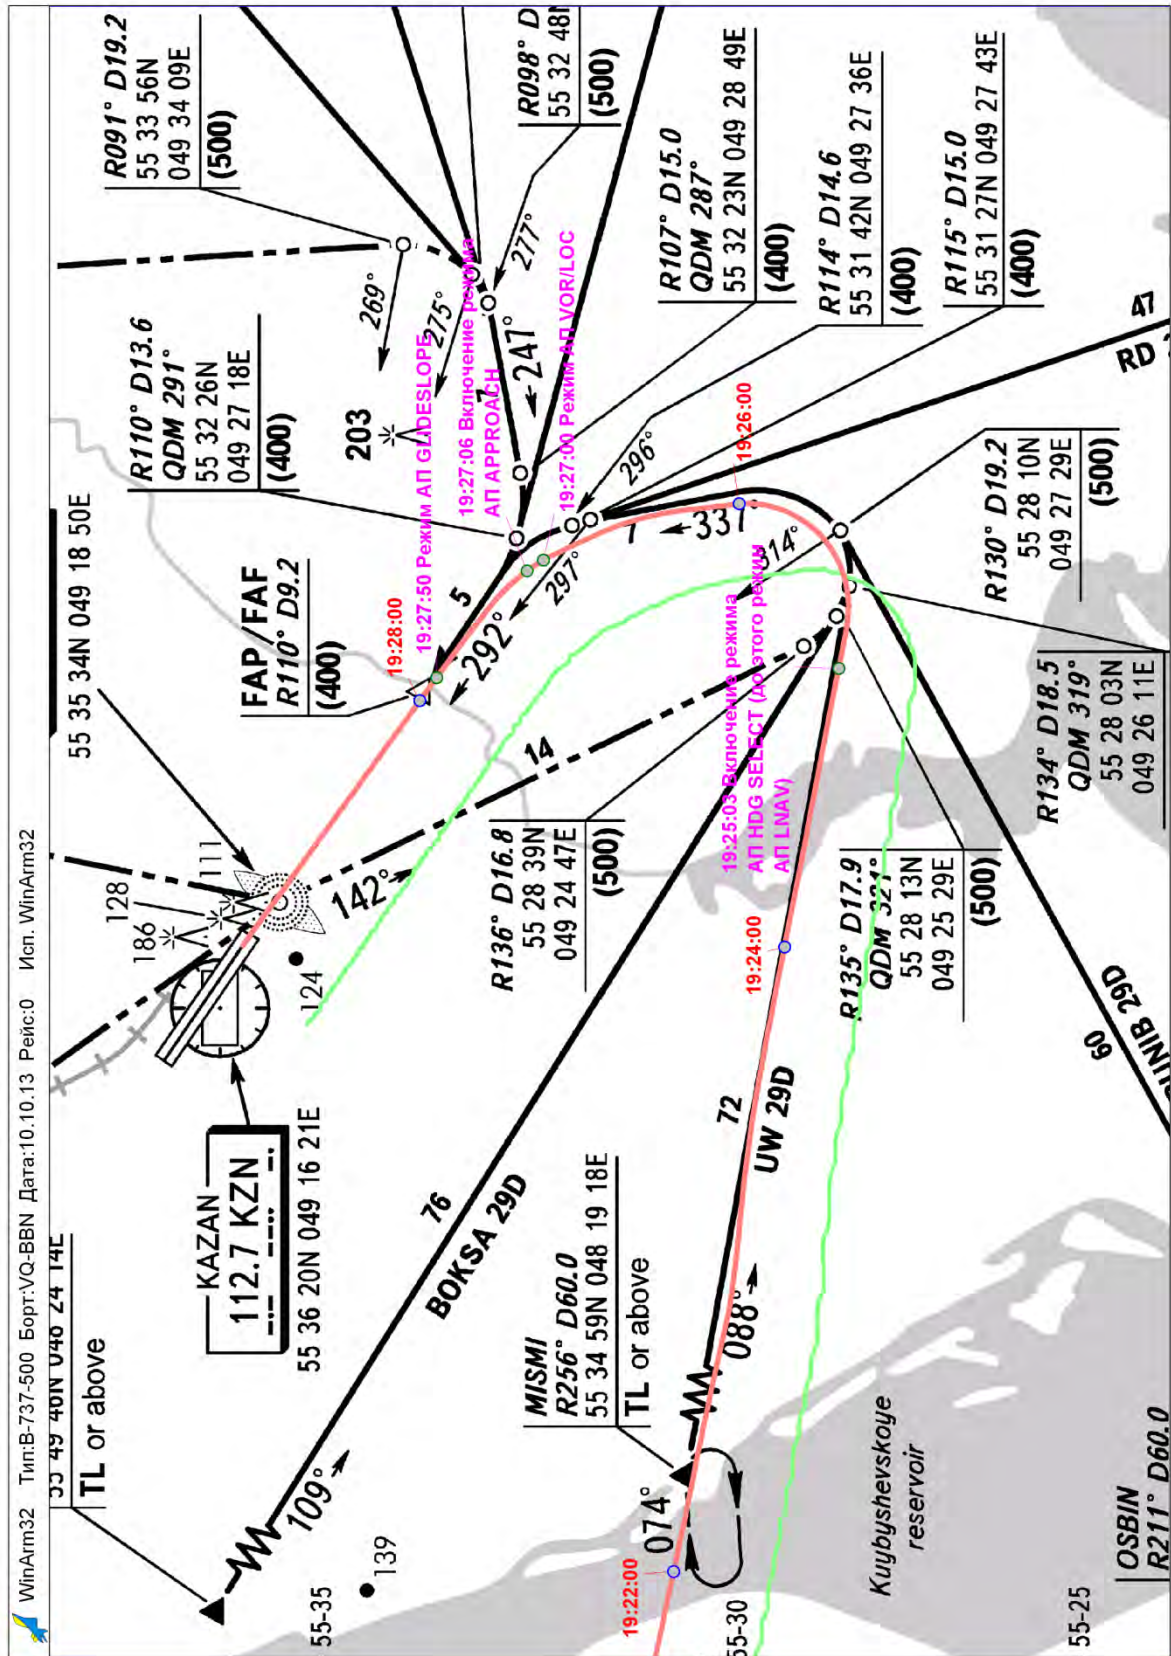 WinArm32 Тип:B-737-500 Борт:VQ-BBN Дата:10.10.13 Рейс:0 Исп. WinArm32
TL or above
109°
139
55-35
BOKSA 29D
76
KAZAN
112.7 KZN
55 36 20N 049 16 21E
186
128
111
124
142°
55 35 34N 049 18 50E
FAP/FAF
R110° D9.2
(400)
R110° D13.6
QDM 291°
55 32 26N
049 27 18E
(400)
R091° D19.2
55 33 56N
049 34 09E
(500)
203
269°
275°
277°
247°
7
R098° D
55 32 48N
(500)
19:28:00
19:27:50 Режим АП GLIDESLOPE
19:27:06 Включение режима
АП APPROACH
19:27:00 Режим АП VOR/LOC
5
292°
297°
296°
14
R107° D15.0
QDM 287°
55 32 23N 049 28 49E
(400)
R114° D14.6
55 31 42N 049 27 36E
(400)
R115° D15.0
55 31 27N 049 27 43E
(400)
19:26:00
7
337°
314°
47
RD
R136° D16.8
55 28 39N
049 24 47E
(500)
19:25:03 Включение режима
АП HDG SELECT (до этого режим
АП LNAV)
19:24:00
R135° D17.9
QDM 321°
55 28 13N
049 25 29E
(500)
R130° D19.2
55 28 10N
049 27 29E
(500)
R134° D18.5
QDM 319°
55 28 03N
049 26 11E
60
UNIB 29D
72
UW 29D
MISMI
R256° D60.0
55 34 59N 048 19 18E
TL or above
088°
074°
19:22:00
55-30
Kuybyshevskoye
reservoir
55-25
OSBIN
R211° D60.0